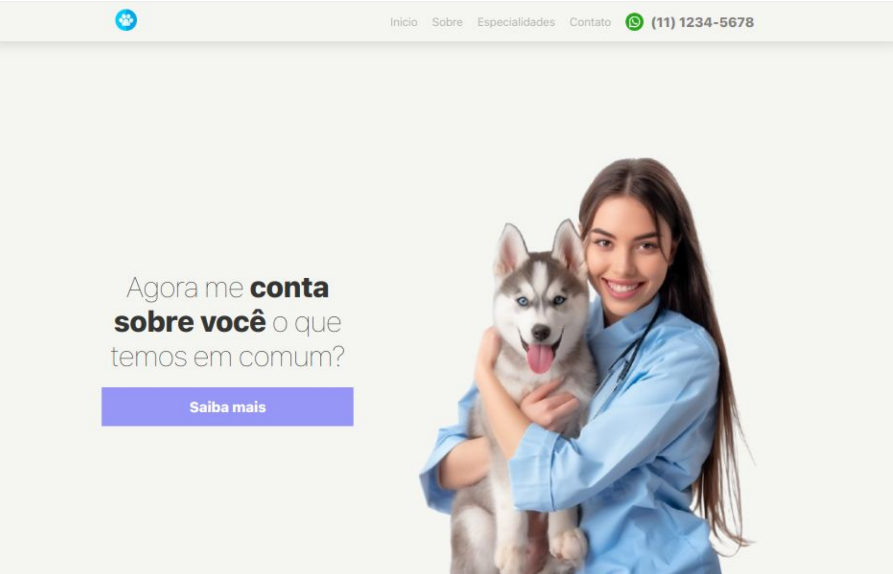 Inicio Sobre Especialidades Contato (11) 1234-5678
Agora me conta
sobre você o que
temos em comum?
Saiba mais